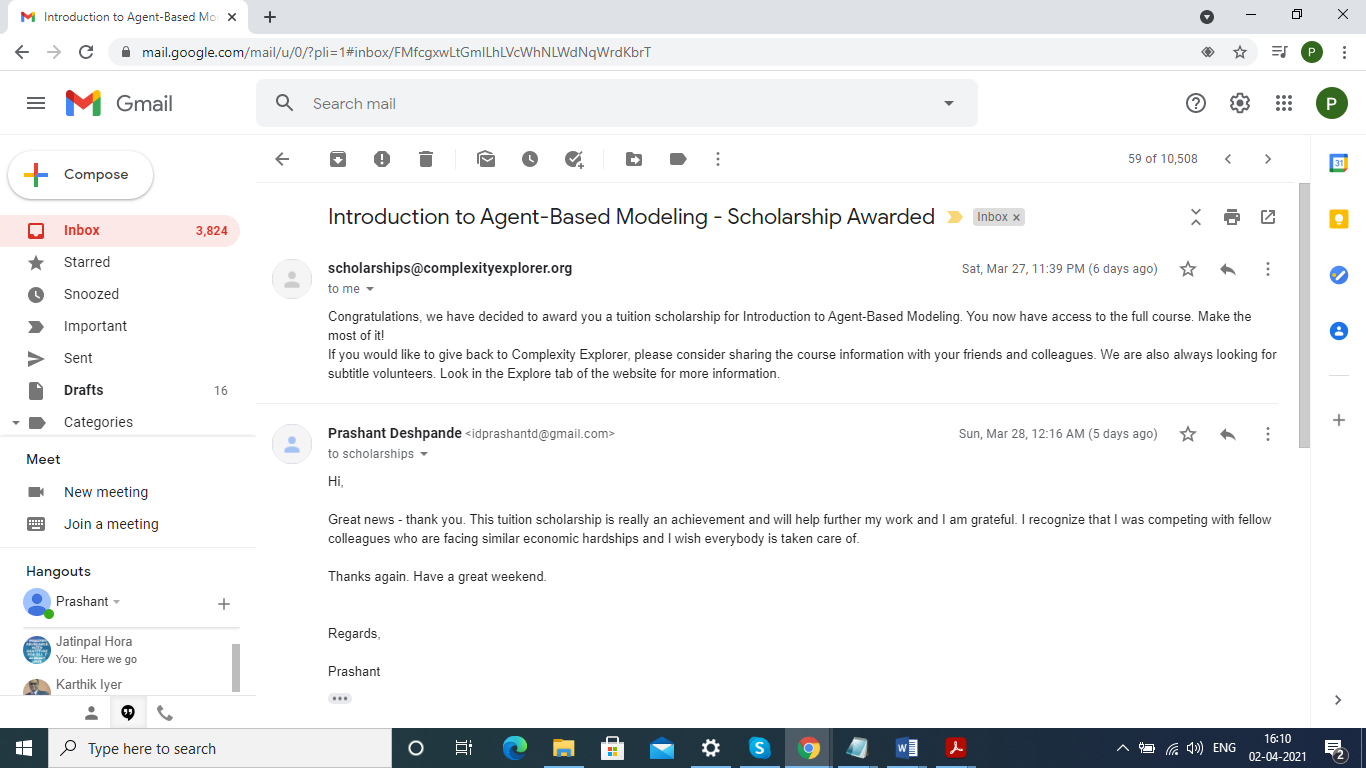 Introduction to Agent-Based Mo
mail.google.com/mail/u/0/?pli=1#inbox/FMfcgxwLtGmILhLVcWhNLWdNqWrdKbrT
P
Gmail
Search mail
P
Compose
59 of 10,508
31
Inbox 3,824
Starred
Snoozed
Important
Sent
Drafts 16
Categories
Meet
New meeting
Join a meeting
Hangouts
Prashant
Jatinpal Hora
You: Here we go
Karthik Iyer
Introduction to Agent-Based Modeling - Scholarship Awarded Inbox x
scholarships@complexityexplorer.org Sat, Mar 27, 11:39 PM (6 days ago)
to me
Congratulations, we have decided to award you a tuition scholarship for Introduction to Agent-Based Modeling. You now have access to the full course. Make the
most of it!
If you would like to give back to Complexity Explorer, please consider sharing the course information with your friends and colleagues. We are also always looking for
subtitle volunteers. Look in the Explore tab of the website for more information.
Prashant Deshpande <idprashantd@gmail.com> Sun, Mar 28, 12:16 AM (5 days ago)
to scholarships
Hi,
Great news - thank you. This tuition scholarship is really an achievement and will help further my work and I am grateful. I recognize that I was competing with fellow
colleagues who are facing similar economic hardships and I wish everybody is taken care of.
Thanks again. Have a great weekend.
Regards,
Prashant
Type here to search
ENG
16:10
02-04-2021
2